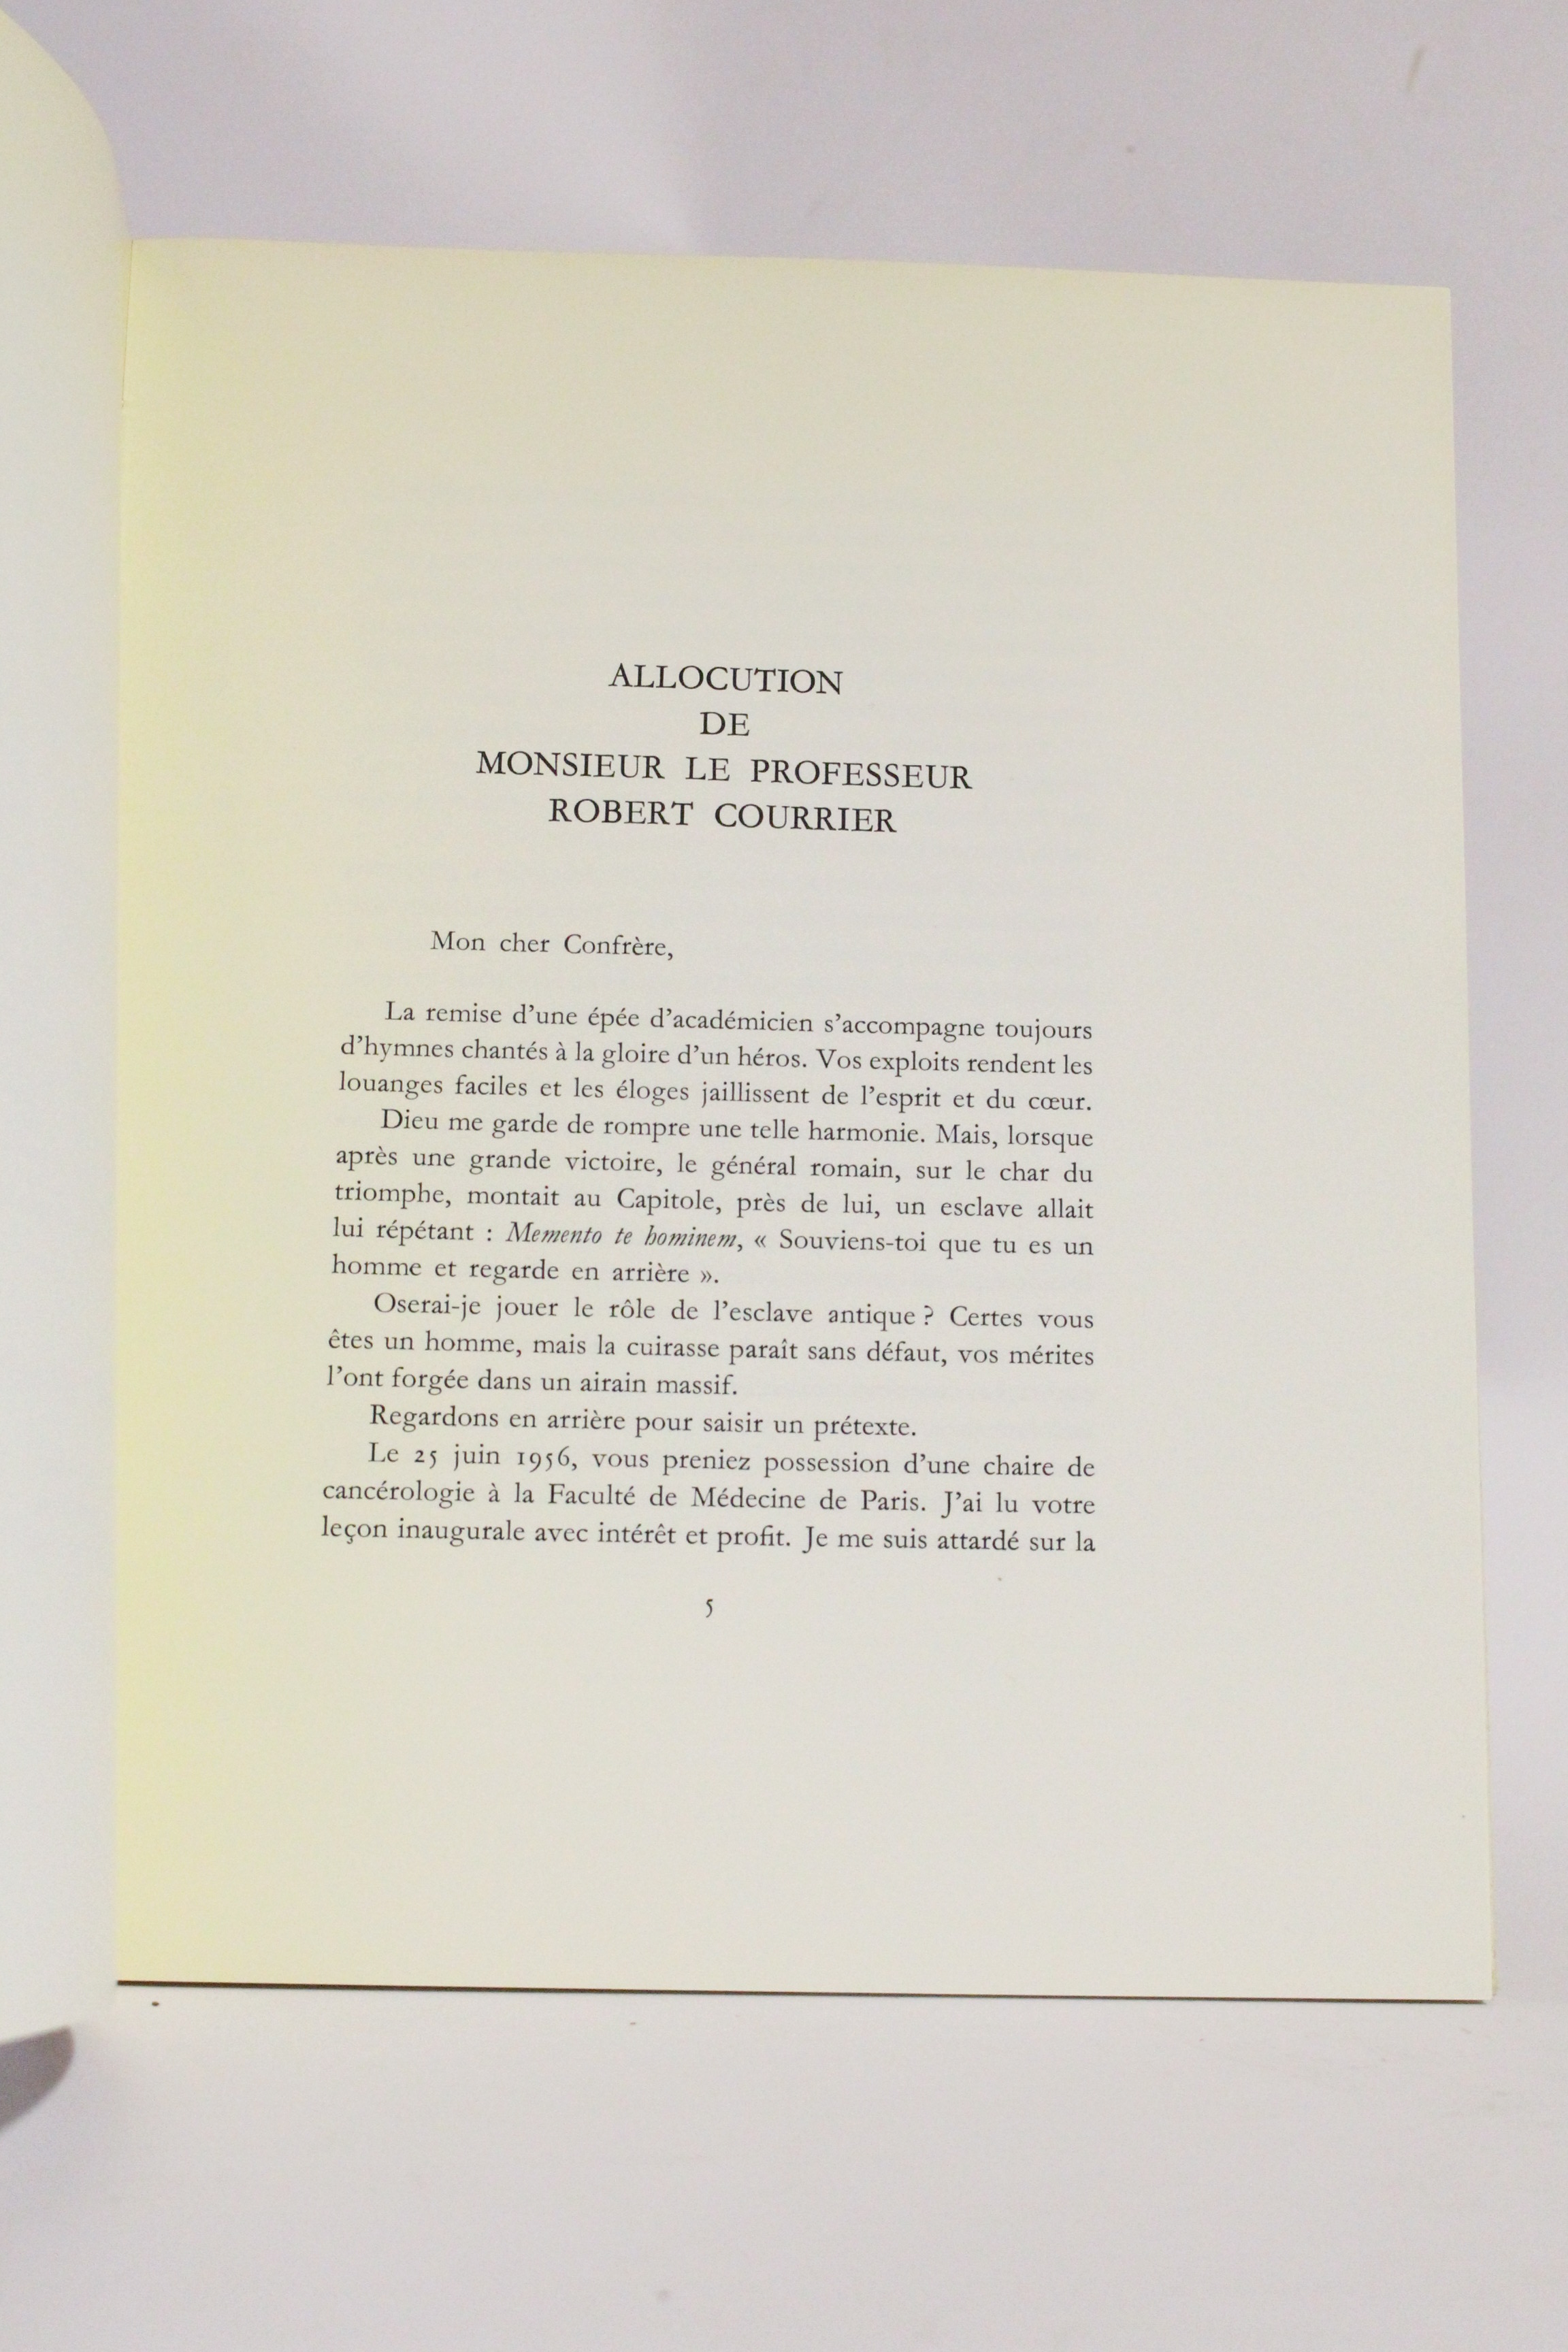 ALLOCUTION
DE
MONSIEUR LE PROFESSEUR
ROBERT COURRIER
Mon cher Confrère,
La remise d'une épée d'académicien s'accompagne toujours
d'hymnes chantés à la gloire d'un héros. Vos exploits rendent les
louanges faciles et les éloges jaillissent de l'esprit et du cœur.
Dieu me garde de rompre une telle harmonie. Mais, lorsque
après une grande victoire, le général romain, sur le char du
triomphe, montait au Capitole, près de lui, un esclave allait
lui répétant : Memento te hominem, « Souviens-toi que tu es un
homme et regarde en arrière ».
Oserai-je jouer le rôle de l'esclave antique ? Certes vous
êtes un homme, mais la cuirasse paraît sans défaut, vos mérites
l'ont forgée dans un airain massif.
Regardons en arrière pour saisir un prétexte.
Le 25 juin 1956, vous preniez possession d'une chaire de
cancérologie à la Faculté de Médecine de Paris. J'ai lu votre
leçon inaugurale avec intérêt et profit. Je me suis attardé sur la
5